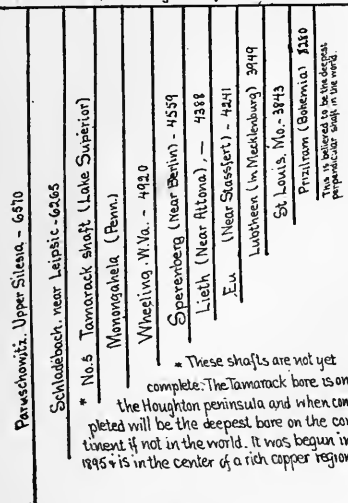 Paruschowitz, Upper Silesia - 6570
Schladebach, near Leipsic - 6265
* No.5 Tamarack shaft (Lake Superior)
Monongahela (Penn.)
Wheeling, W.Va. - 4920
Sperenberg (Near Berlin) - 4559
Lieth (Near Altona), - 4388
Eu (Near Stassfert) - 4241
Lubtheen (in Mecklenburg) 3949
St Louis, Mo. - 3843
Prizilram (Bohemia) 3280
This is believed to be the deepest
perpendicular shaft in the world.
* These shafts are not yet
complete: The Tamarack bore is on
the Houghton peninsula and when com
pleted will be the deepest bore on the con
tinent if not in the world. It was begun in
1895 & is in the center of a rich copper region